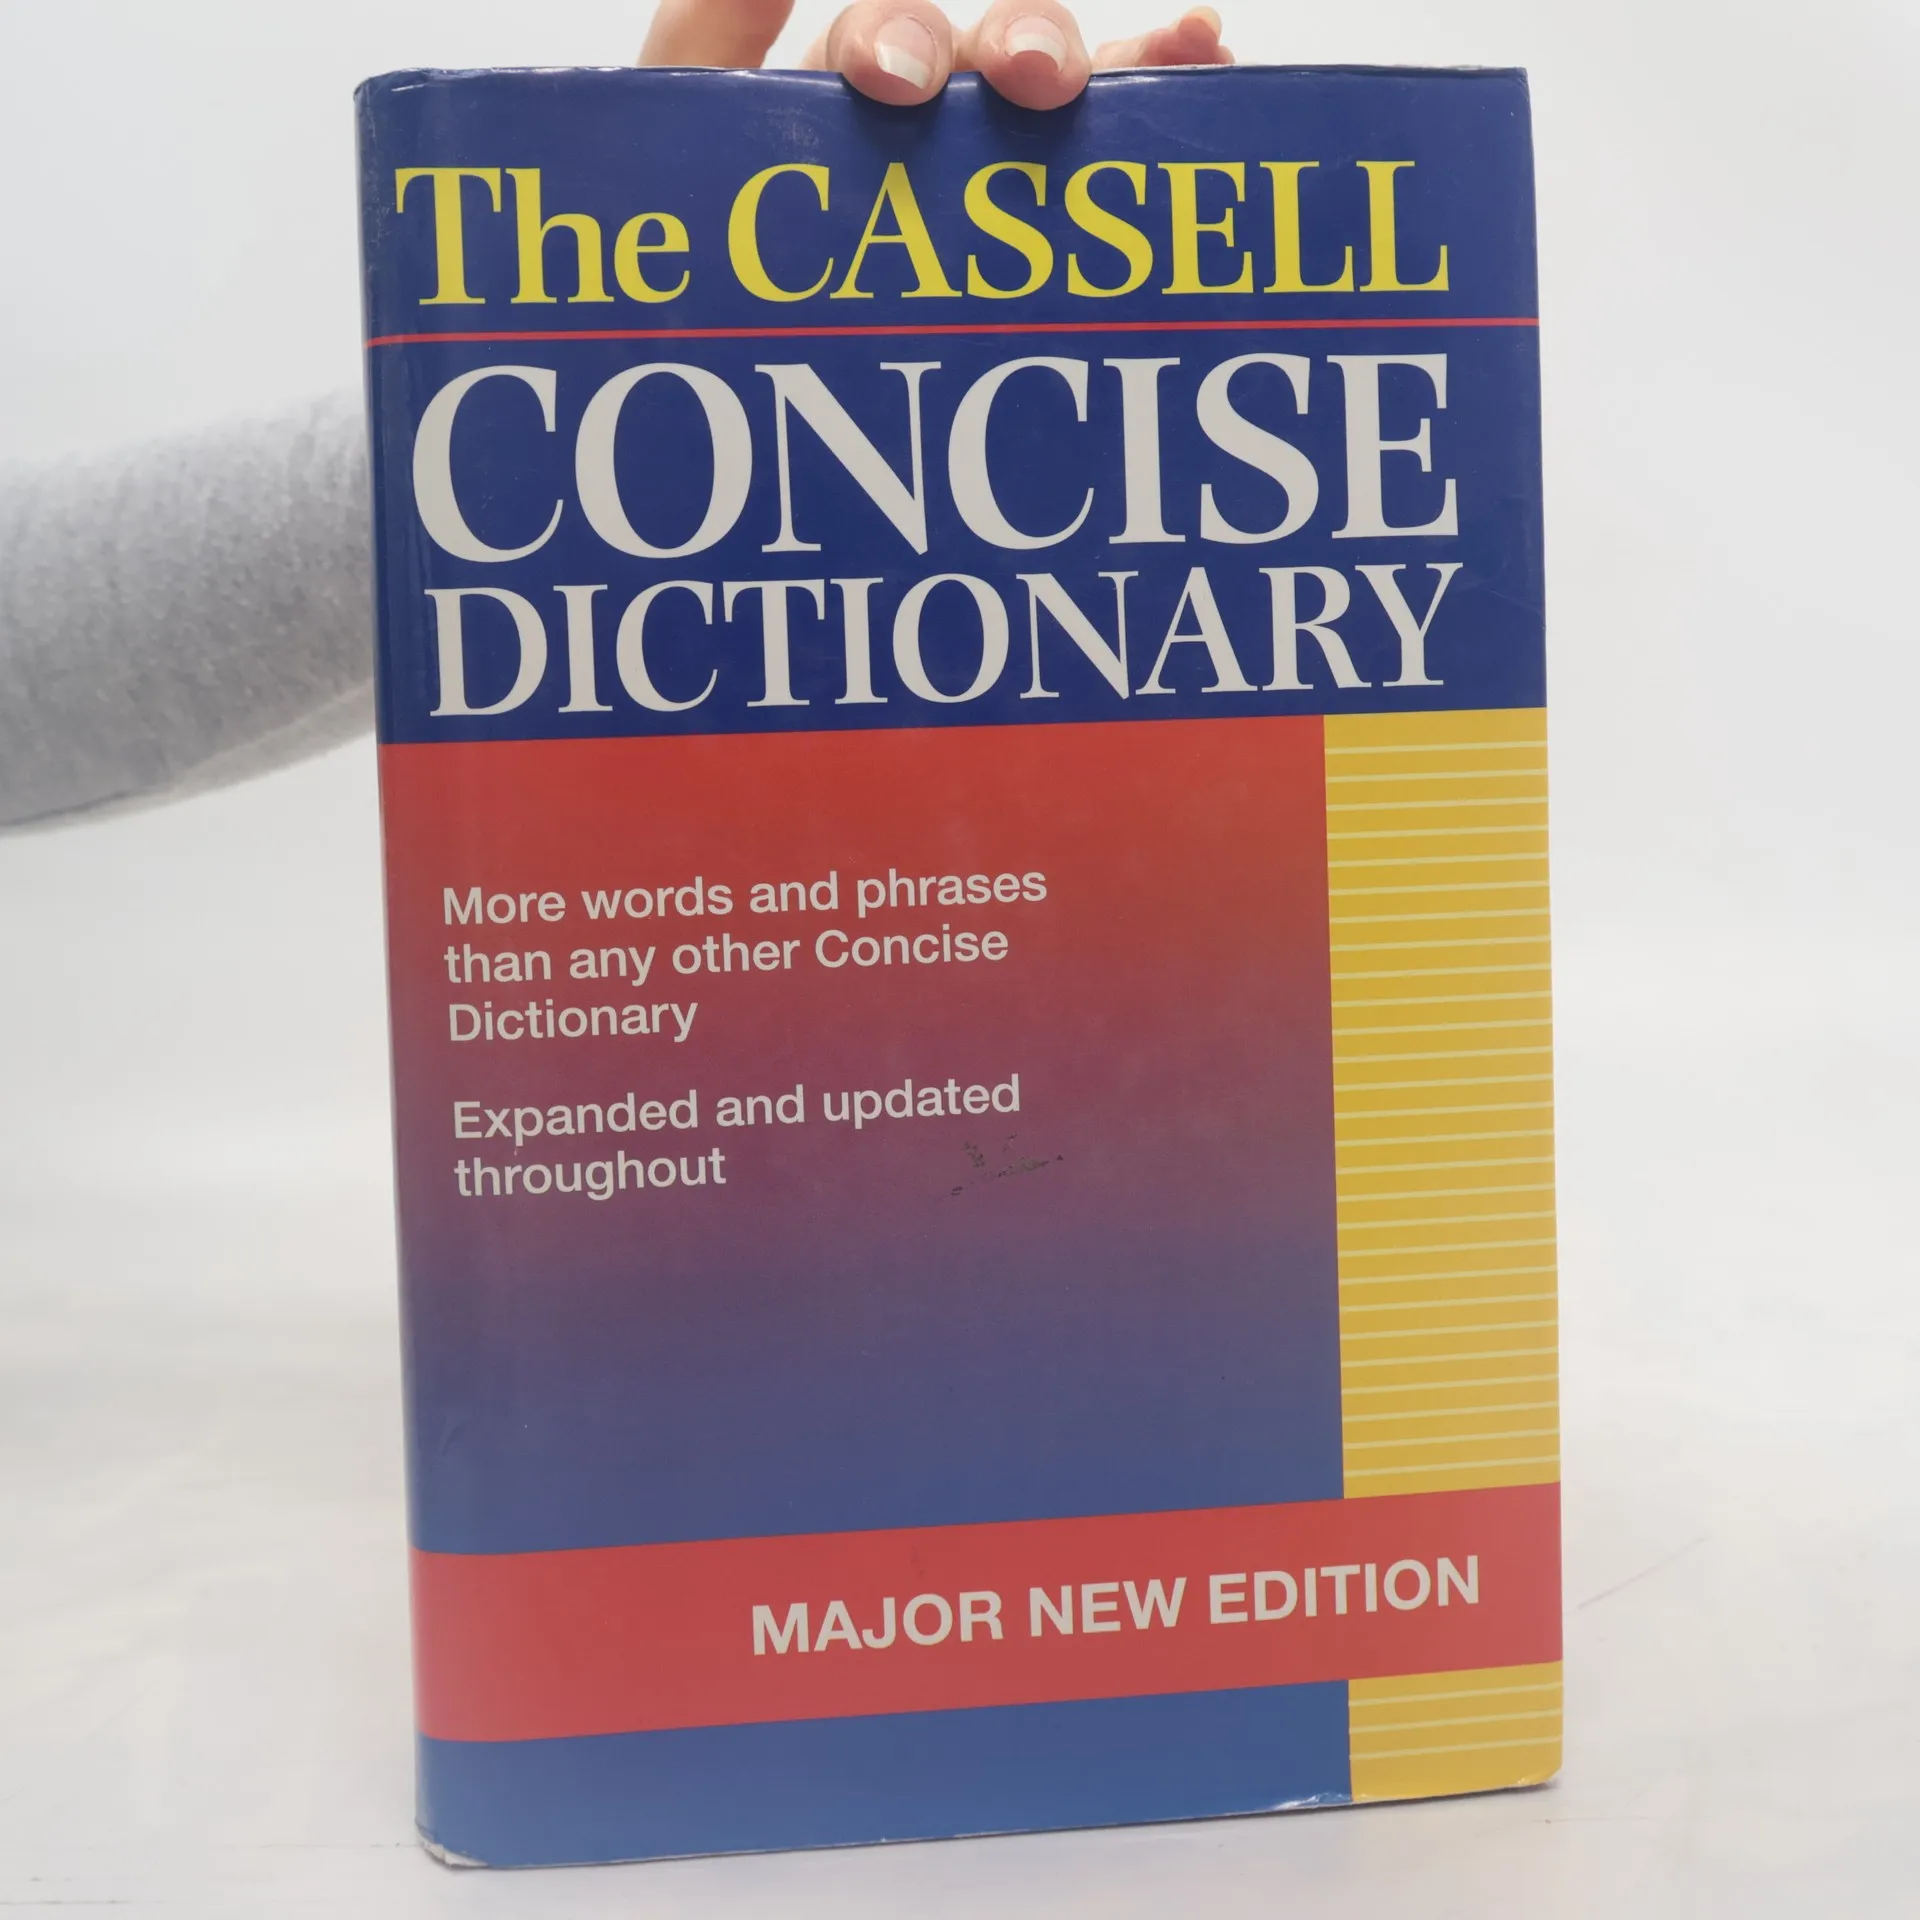 The CASSELL
CONCISE
DICTIONARY
More words and phrases
than any other Concise
Dictionary
Expanded and updated
throughout
MAJOR NEW EDITION